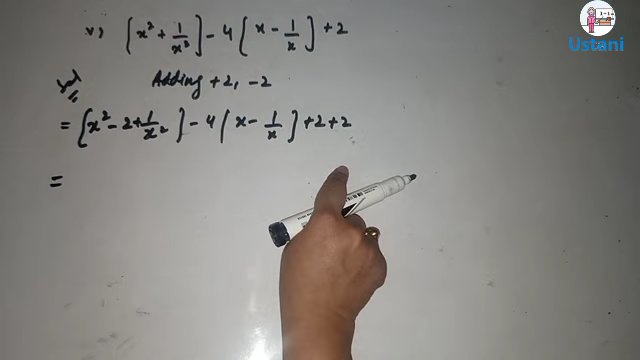 Ustani
v) [x² + 1/x²] - 4[x - 1/x] + 2
Sol
Adding +2, -2
= [x² - 2 + 1/x²] - 4[x - 1/x] + 2 + 2
=